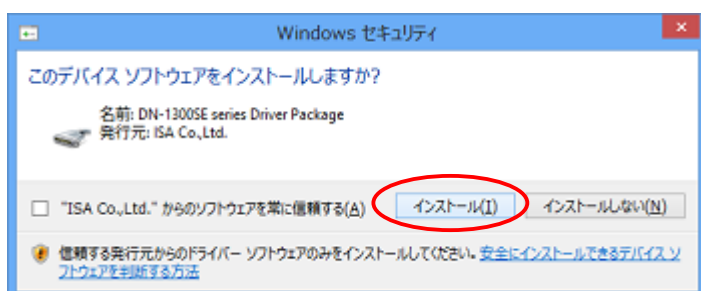 Windows セキュリティ
このデバイス ソフトウェアをインストールしますか?
名前: DN-1300SE series Driver Package
発行元: ISA Co.,Ltd.
"ISA Co.,Ltd." からのソフトウェアを常に信頼する(A) インストール(I) インストールしない(N)
信頼する発行元からのドライバー ソフトウェアのみをインストールしてください。安全にインストールできるデバイス ソ
フトウェアを判断する方法